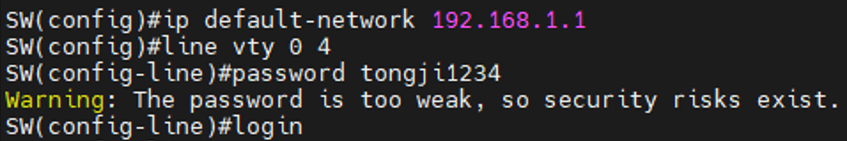 SW(config)#ip default-network 192.168.1.1
SW(config)#line vty 0 4
SW(config-line)#password tongji1234
Warning: The password is too weak, so security risks exist.
SW(config-line)#login